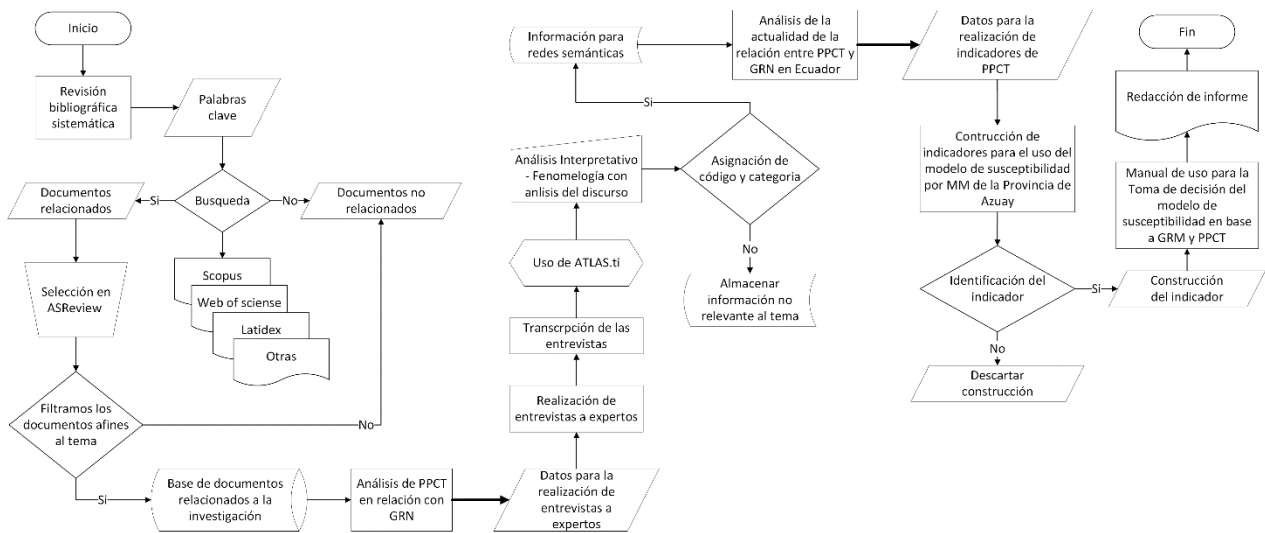 Inicio
Revisión
bibliográfica
sistemática
Palabras
clave
Documentos
relacionados
Si
Busqueda
No
Documentos no
relacionados
Selección en
ASReview
Scopus
Web of sciense
Latidex
Otras
Filtramos los
documentos afines
al tema
No
Si
Base de documentos
relacionados a la
investigación
Análisis de PPCT
en relación con
GRN
Datos para la
realización de
entrevistas a
expertos
Realización de
entrevistas a expertos
Transcrpción de las
entrevistas
Uso de ATLAS.ti
Análisis Interpretativo
- Fenomelogía con
anlisis del discurso
Asignación de
código y categoria
No
Almacenar
información no
relevante al tema
Si
Información para
redes semánticas
Análisis de la
actualidad de la
relación entre PPCT y
GRN en Ecuador
Datos para la
realización de
indicadores de
PPCT
Contrucción de
indicadores para el uso del
modelo de susceptibilidad
por MM de la Provincia de
Azuay
Identificación del
indicador
No
Descartar
construcción
Si
Construcción
del indicador
Manual de uso para la
Toma de decisión del
modelo de
susceptibilidad en base
a GRM y PPCT
Redacción de informe
Fin